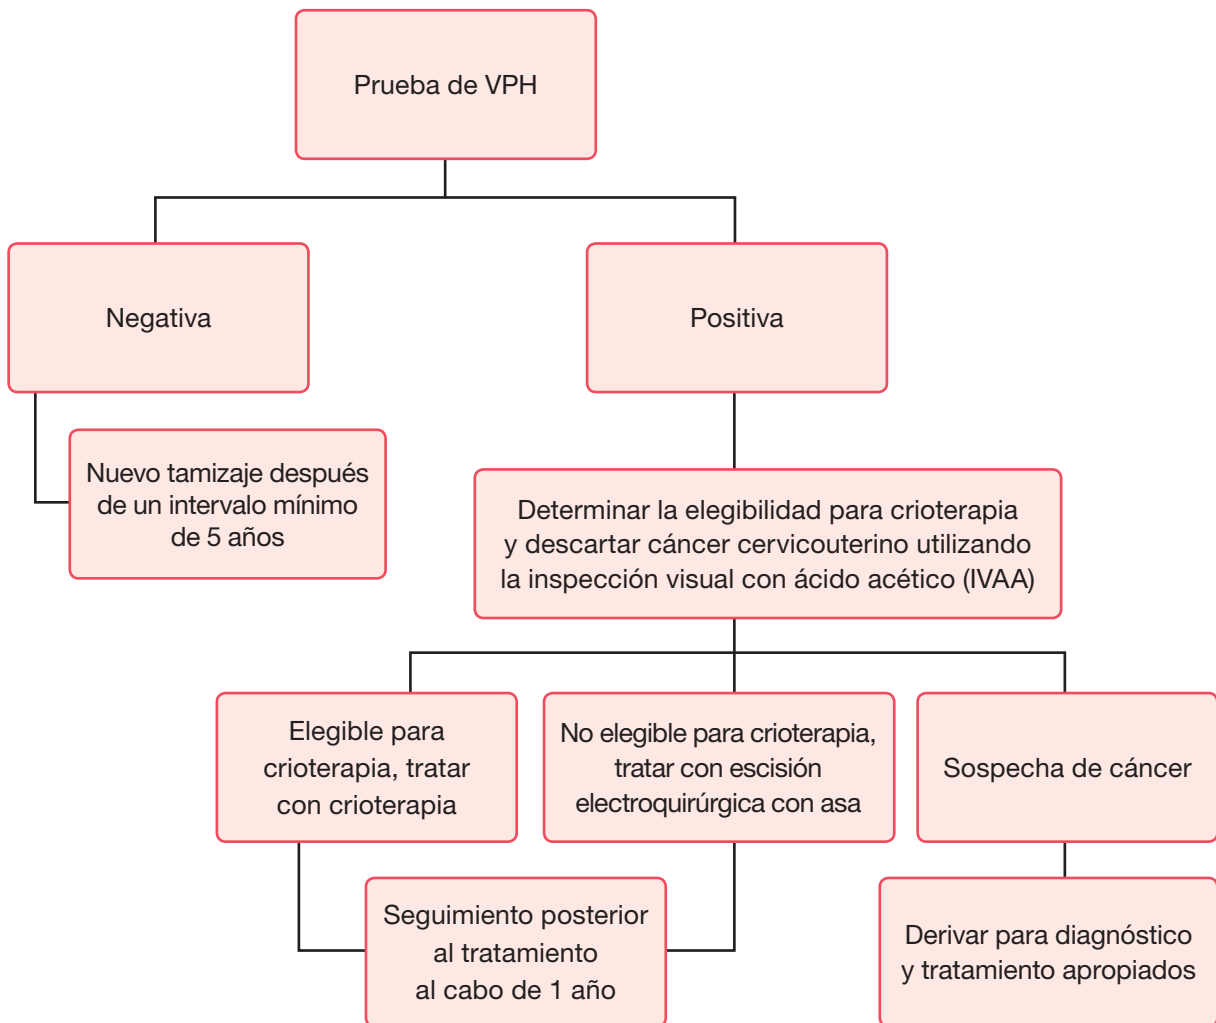 Prueba de VPH
Negativa
Positiva
Nuevo tamizaje después
de un intervalo mínimo
de 5 años
Determinar la elegibilidad para crioterapia
y descartar cáncer cervicouterino utilizando
la inspección visual con ácido acético (IVAA)
Elegible para
crioterapia, tratar
con crioterapia
No elegible para crioterapia,
tratar con escisión
electroquirúrgica con asa
Sospecha de cáncer
Seguimiento posterior
al tratamiento
al cabo de 1 año
Derivar para diagnóstico
y tratamiento apropiados